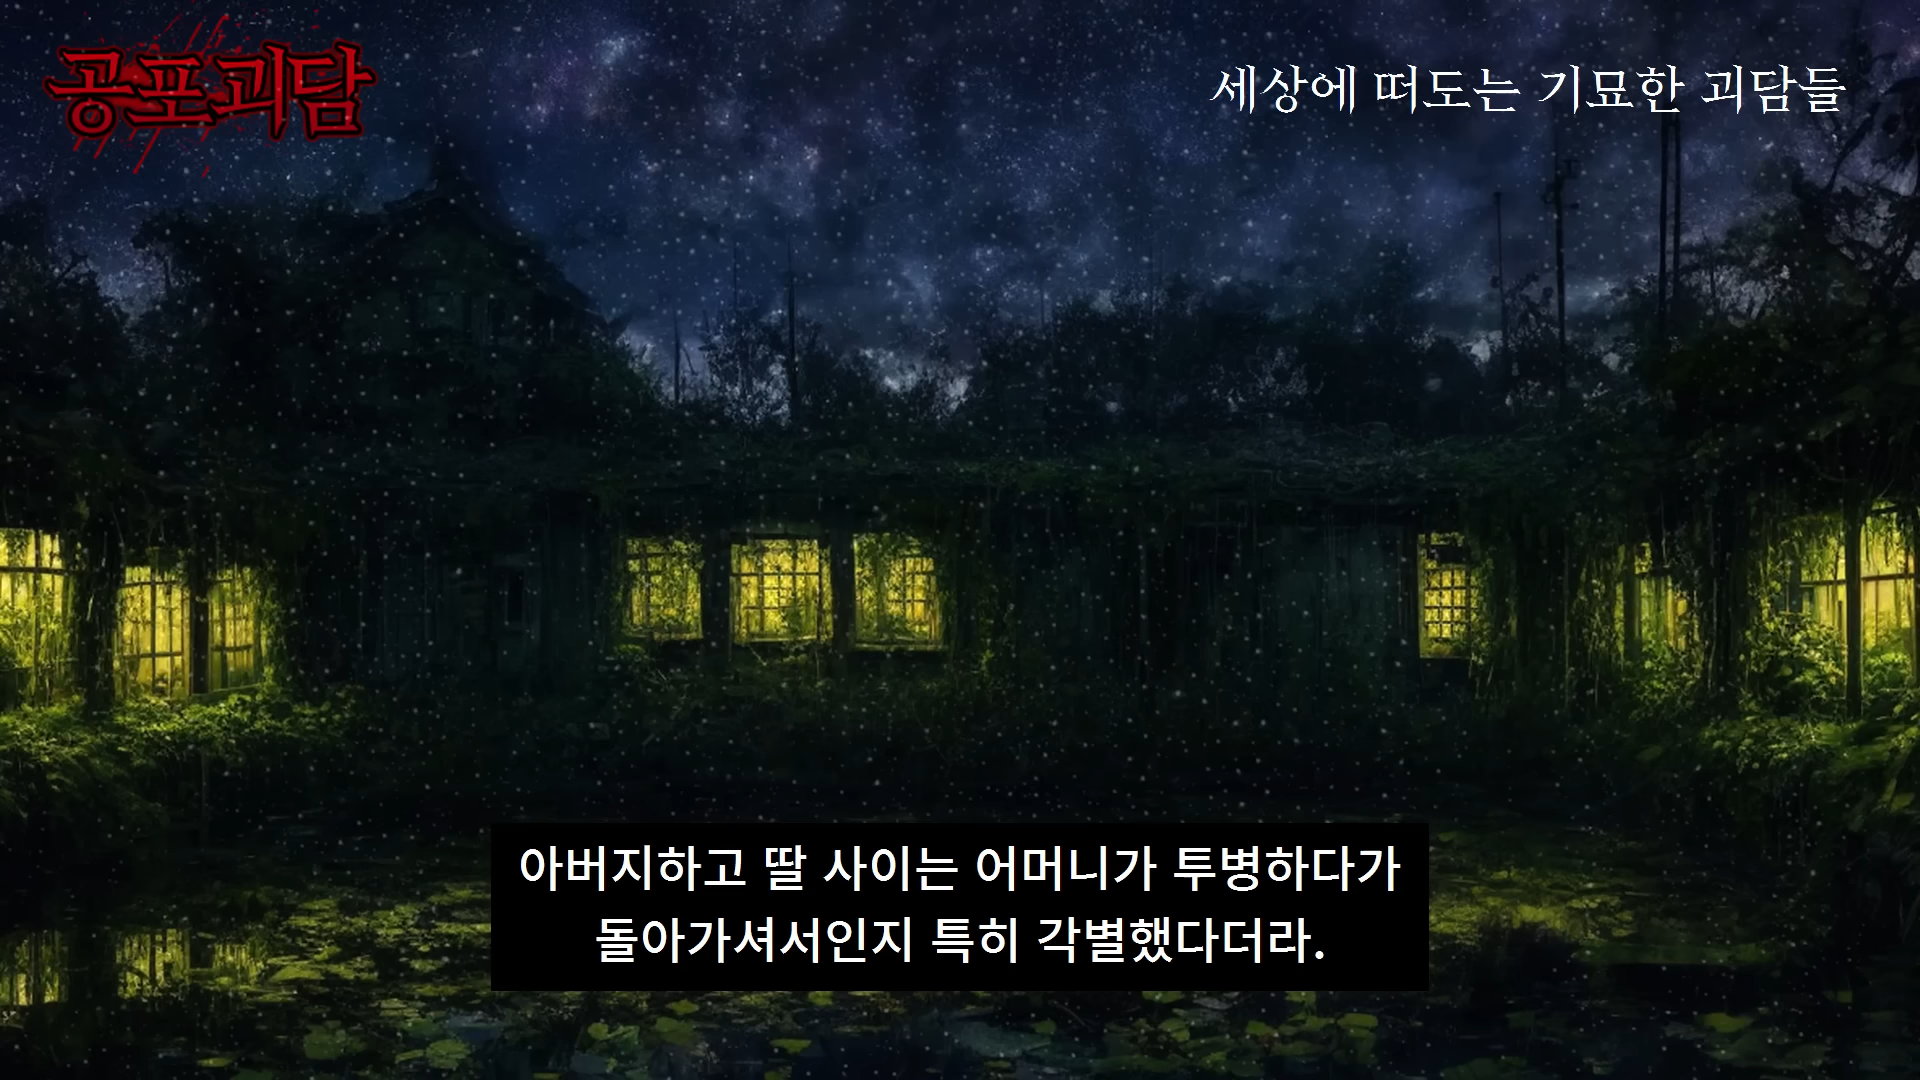 공포괴담
세상에 떠도는 기묘한 괴담들
아버지하고 딸 사이는 어머니가 투병하다가
돌아가셔서인지 특히 각별했다더라.